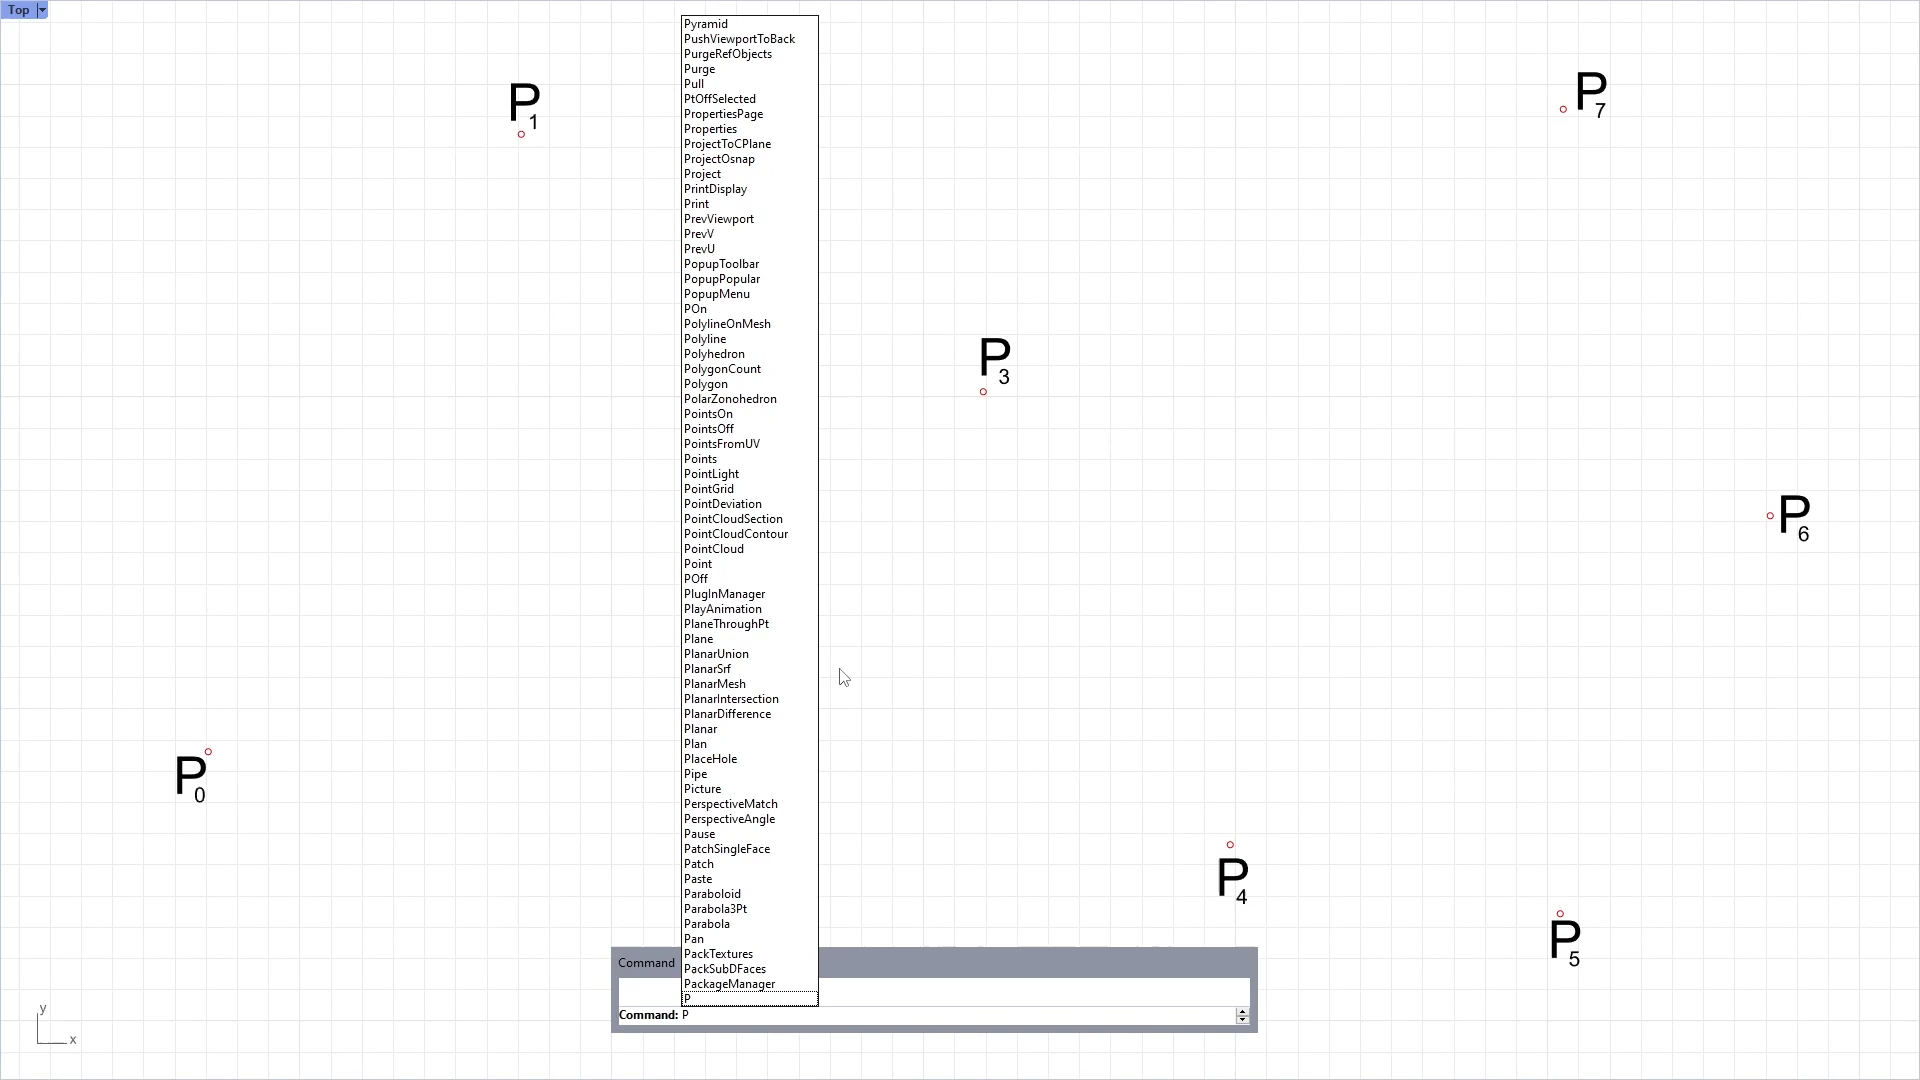 Top
P1
P7
Pyramid
PushViewportToBack
PurgeRefObjects
Purge
Pull
PtOffSelected
PropertiesPage
Properties
ProjectToCPlane
ProjectOsnap
Project
PrintDisplay
Print
PrevViewport
PrevV
PrevU
PopupToolbar
PopupPopular
PopupMenu
POn
PolylineOnMesh
Polyline
Polyhedron
PolygonCount
Polygon
PolarZonohedron
PointsOn
PointsOff
PointsFromUV
Points
PointLight
PointGrid
PointDeviation
PointCloudSection
PointCloudContour
PointCloud
Point
POff
PlugInManager
PlayAnimation
PlaneThroughPt
Plane
PlanarUnion
PlanarSrf
PlanarMesh
PlanarIntersection
PlanarDifference
Planar
Plan
PlaceHole
Pipe
Picture
PerspectiveMatch
PerspectiveAngle
Pause
PatchSingleFace
Patch
Paste
Paraboloid
Parabola3Pt
Parabola
Pan
PackTextures
PackSubDFaces
PackageManager
P
P3
P6
P0
P4
P5
Command
Command: P
y
x